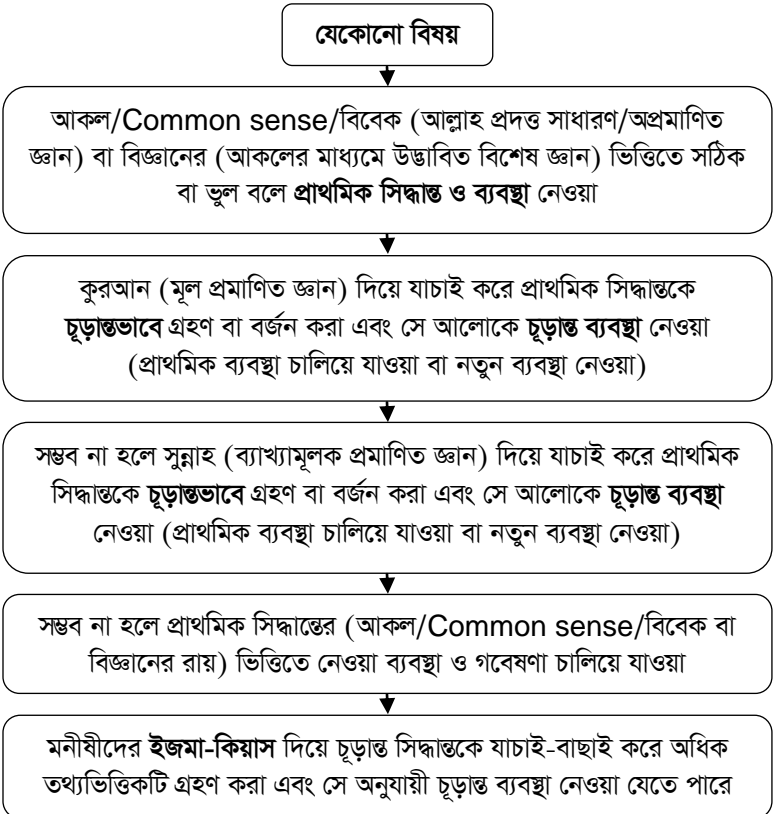 যেকোনো বিষয়
আকল/Common sense/বিবেক (আল্লাহ প্রদত্ত সাধারণ/অপ্রমাণিত
জ্ঞান) বা বিজ্ঞানের (আকলের মাধ্যমে উদ্ভাবিত বিশেষ জ্ঞান) ভিত্তিতে সঠিক
বা ভুল বলে প্রাথমিক সিদ্ধান্ত ও ব্যবস্থা নেওয়া
কুরআন (মূল প্রমাণিত জ্ঞান) দিয়ে যাচাই করে প্রাথমিক সিদ্ধান্তকে
চূড়ান্তভাবে গ্রহণ বা বর্জন করা এবং সে আলোকে চূড়ান্ত ব্যবস্থা নেওয়া
(প্রাথমিক ব্যবস্থা চালিয়ে যাওয়া বা নতুন ব্যবস্থা নেওয়া)
সম্ভব না হলে সুন্নাহ (ব্যাখ্যামূলক প্রমাণিত জ্ঞান) দিয়ে যাচাই করে প্রাথমিক
সিদ্ধান্তকে চূড়ান্তভাবে গ্রহণ বা বর্জন করা এবং সে আলোকে চূড়ান্ত ব্যবস্থা
নেওয়া (প্রাথমিক ব্যবস্থা চালিয়ে যাওয়া বা নতুন ব্যবস্থা নেওয়া)
সম্ভব না হলে প্রাথমিক সিদ্ধান্তের (আকল/Common sense/বিবেক বা
বিজ্ঞানের রায়) ভিত্তিতে নেওয়া ব্যবস্থা ও গবেষণা চালিয়ে যাওয়া
মনীষীদের ইজমা-কিয়াস দিয়ে চূড়ান্ত সিদ্ধান্তকে যাচাই-বাছাই করে অধিক
তথ্যভিত্তিকটি গ্রহণ করা এবং সে অনুযায়ী চূড়ান্ত ব্যবস্থা নেওয়া যেতে পারে